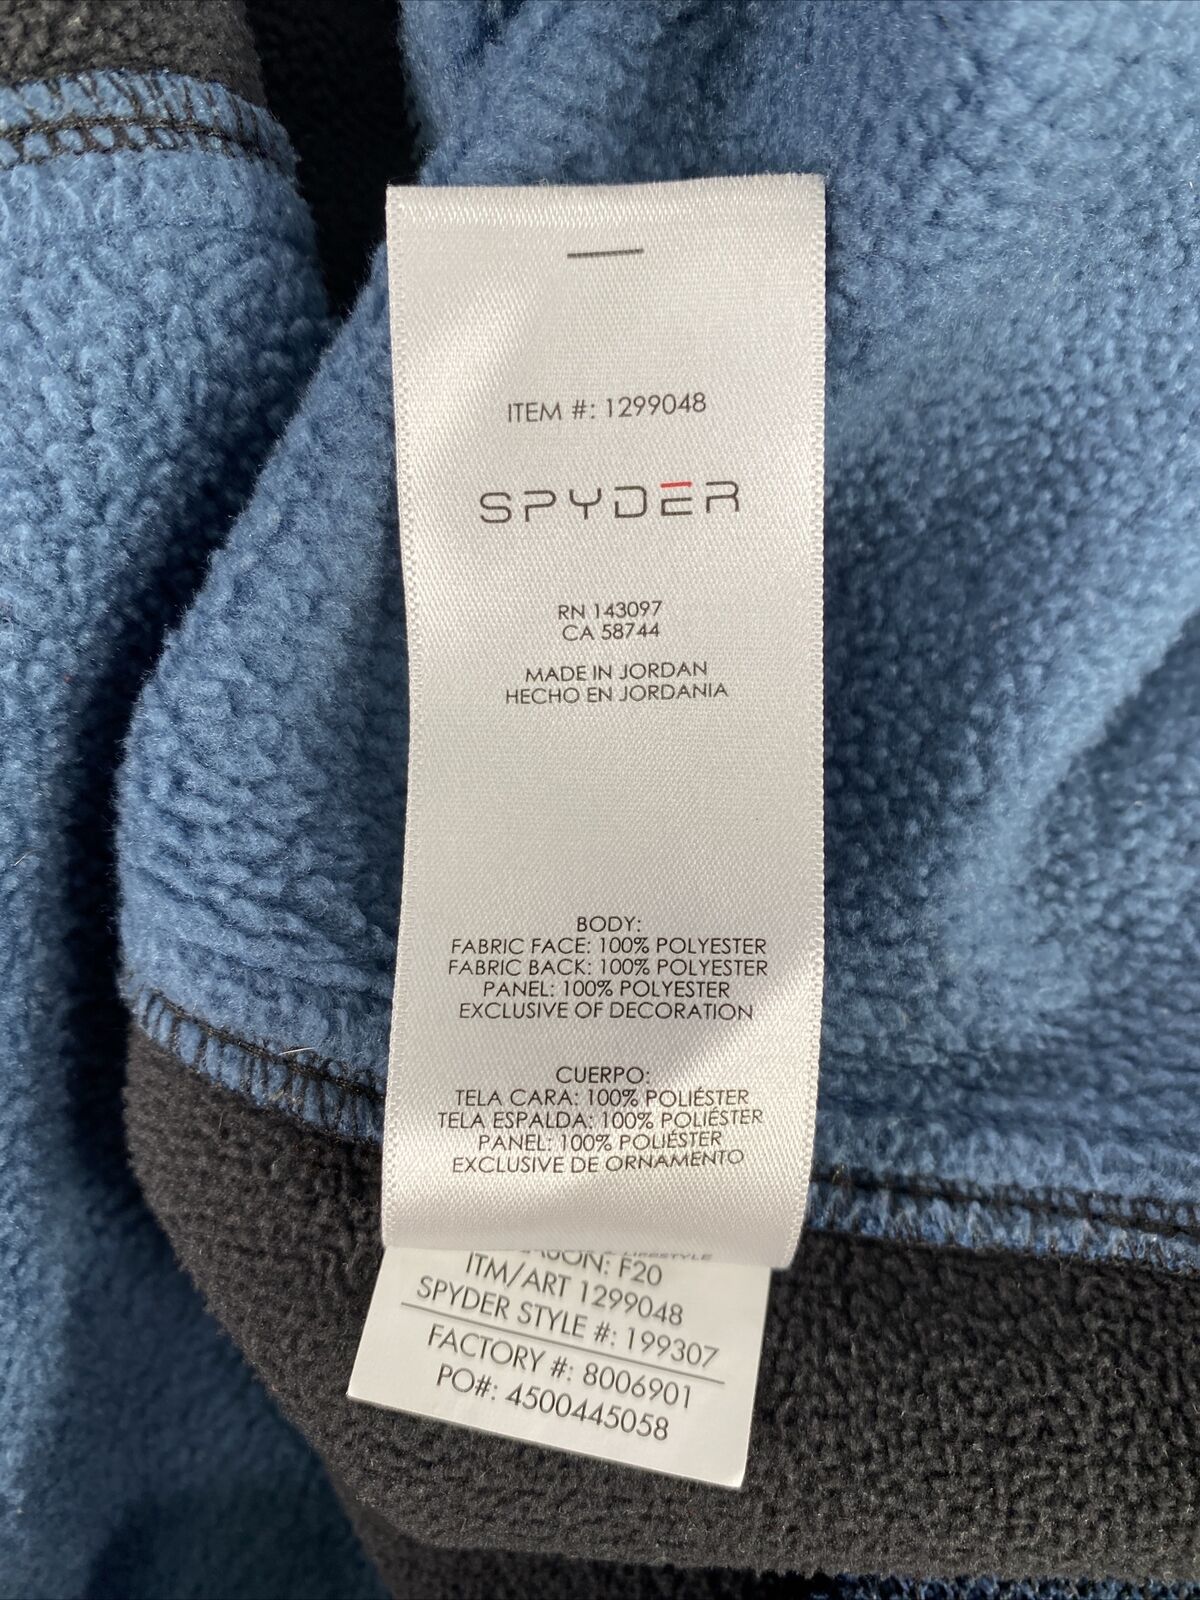 ITEM #: 1299048
SPYDER
RN 143097
CA 58744
MADE IN JORDAN
HECHO EN JORDANIA
BODY:
FABRIC FACE: 100% POLYESTER
FABRIC BACK: 100% POLYESTER
PANEL: 100% POLYESTER
EXCLUSIVE OF DECORATION
CUERPO:
TELA CARA: 100% POLIÉSTER
TELA ESPALDA: 100% POLIÉSTER
PANEL: 100% POLIÉSTER
EXCLUSIVE DE ORNAMENTO
LIFESTYLE
F20
ITM/ART 1299048
SPYDER STYLE #: 199307
FACTORY #: 8006901
PO#: 4500445058